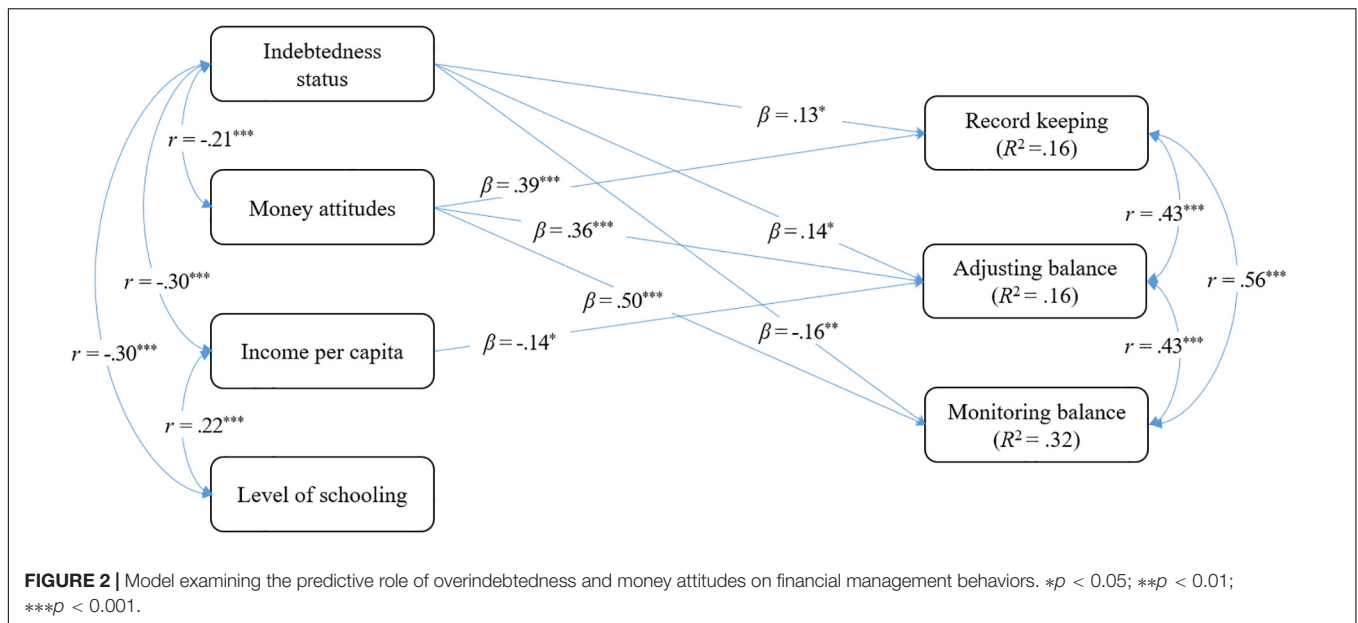 Indebtedness
status
β = .13*
Record keeping
(R² =.16)
r = -.21***
Money attitudes
β = .39***
β = .36***
β = .14*
r = .43***
Adjusting balance
(R² = .16)
r = .56***
r = -.30***
β = .50***
Income per capita
β = -.14*
β = -.16**
r = .43***
r = -.30***
Monitoring balance
(R² = .32)
r = .22***
Level of schooling
FIGURE 2 | Model examining the predictive role of overindebtedness and money attitudes on financial management behaviors. *p < 0.05; **p < 0.01;
***p < 0.001.